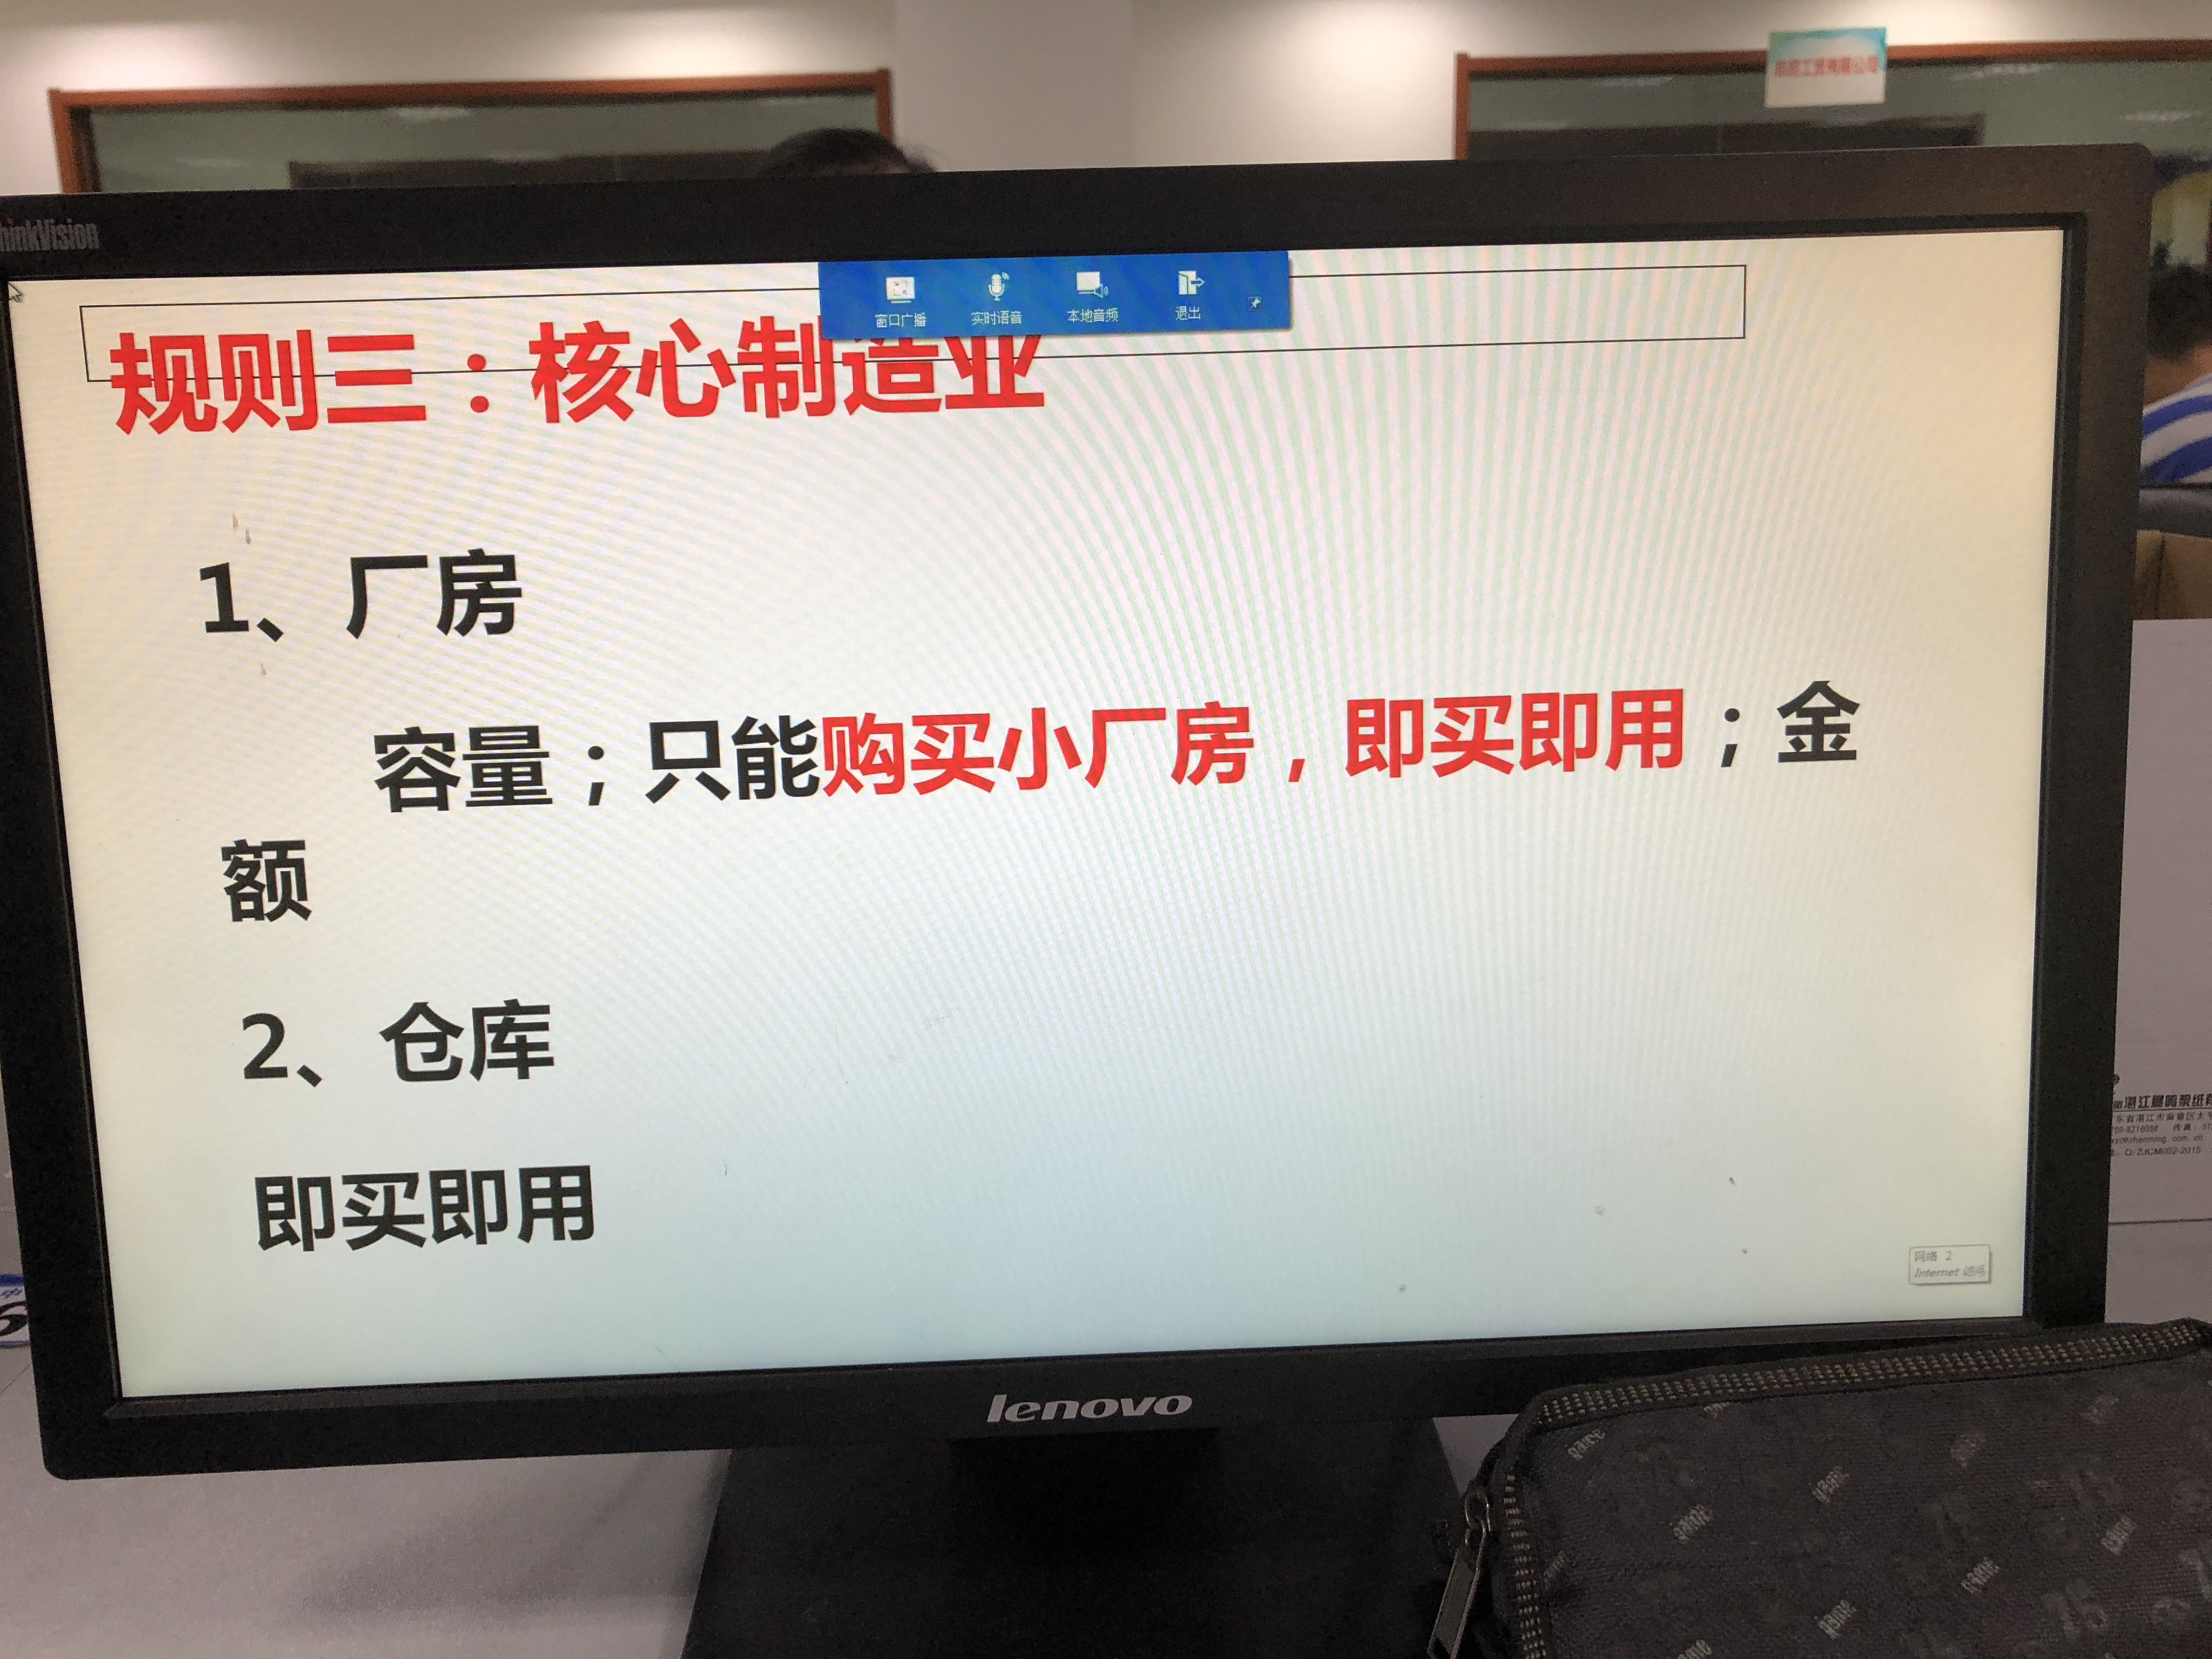 ThinkVision
窗口广播 实时语音 本地音频 退出
规则三：核心制造业
1、厂房
容量；只能购买小厂房，即买即用；金
额
2、仓库
即买即用
网络 2
Internet 访问
lenovo